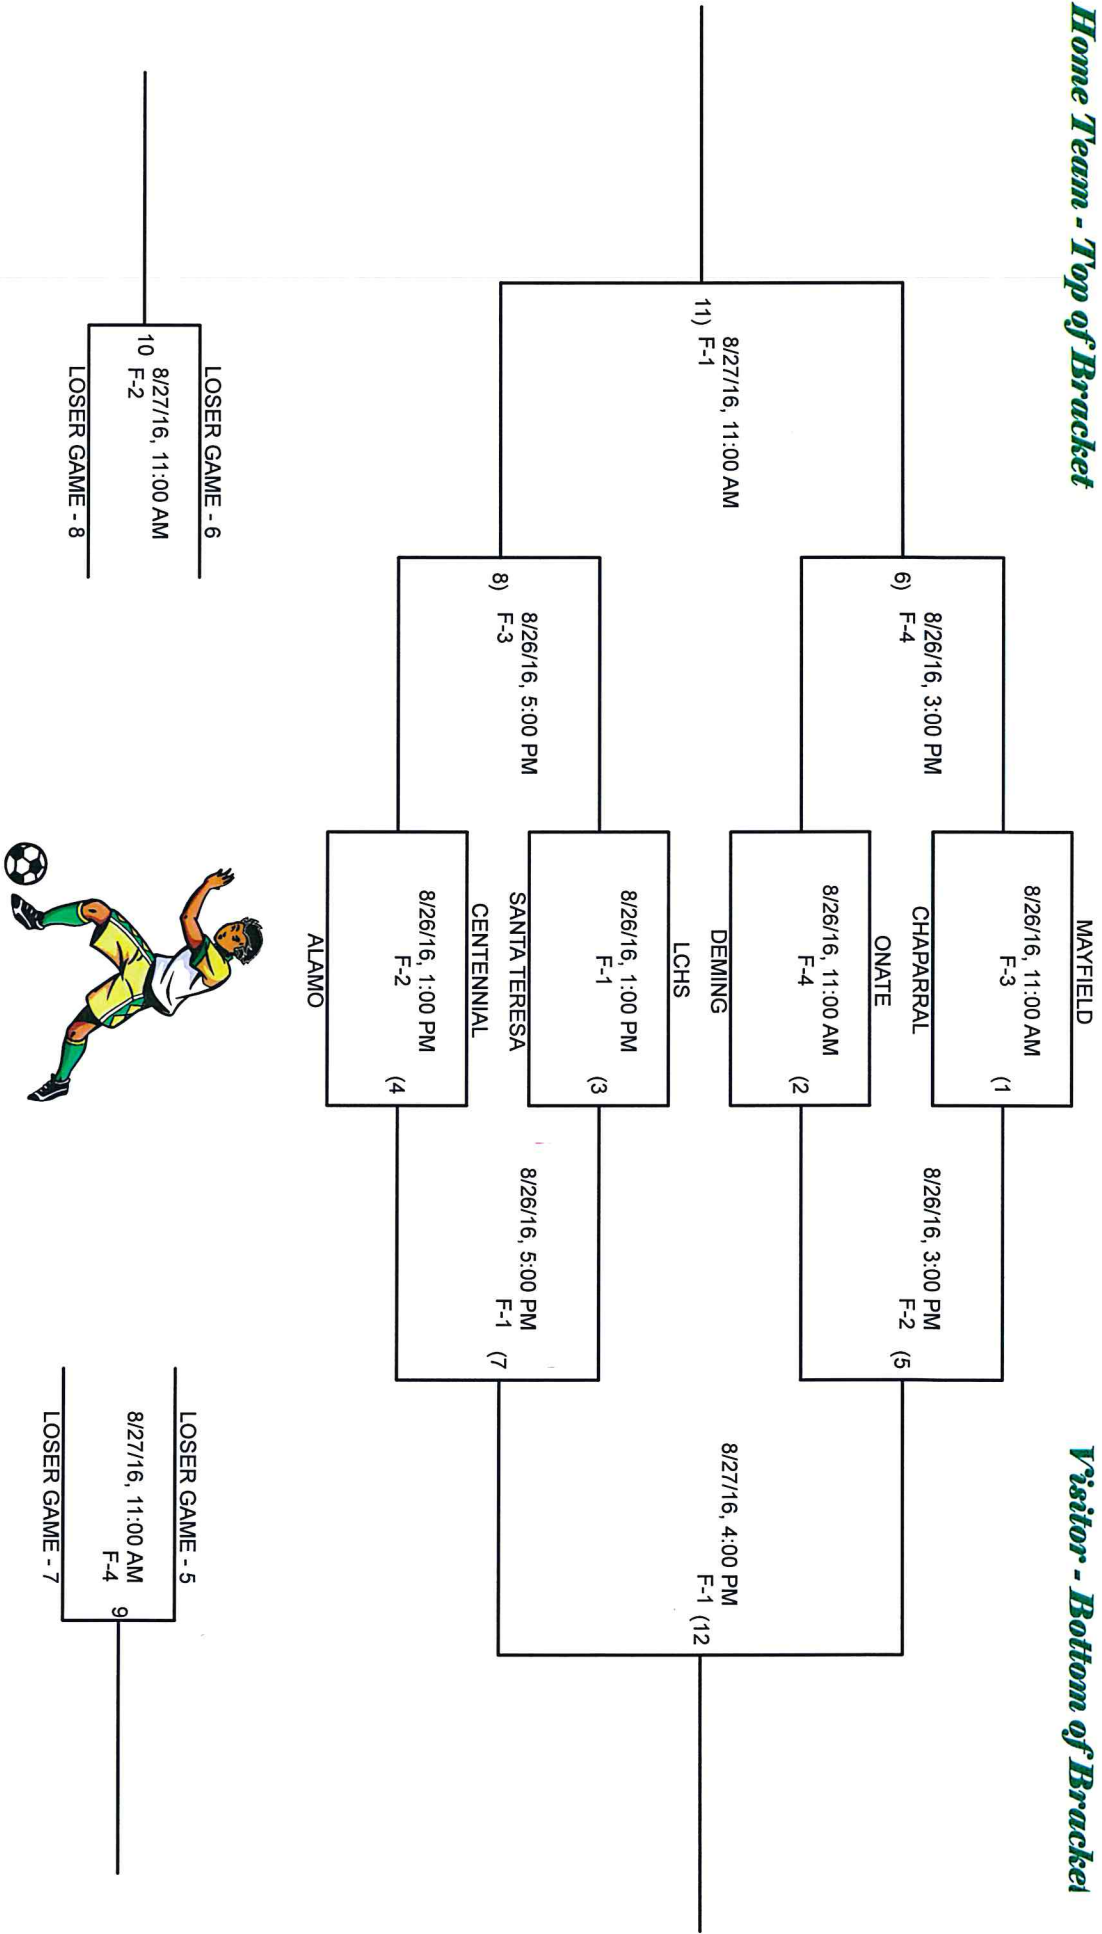 Home Team - Top of Bracket
Visitor - Bottom of Bracket
MAYFIELD
8/26/16, 11:00 AM
F-3
(1
CHAPARRAL
8/26/16, 3:00 PM
6) F-4
8/26/16, 3:00 PM
F-2 (5
ONATE
8/26/16, 11:00 AM
F-4
(2
DEMING
8/27/16, 11:00 AM
11) F-1
8/27/16, 4:00 PM
F-1 (12
LCHS
8/26/16, 1:00 PM
F-1
(3
SANTA TERESA
8/26/16, 5:00 PM
8) F-3
8/26/16, 5:00 PM
F-1 (7
CENTENNIAL
8/26/16, 1:00 PM
F-2
(4
ALAMO
LOSER GAME - 6
8/27/16, 11:00 AM
10 F-2
LOSER GAME - 8
LOSER GAME - 5
8/27/16, 11:00 AM
F-4 9
LOSER GAME - 7